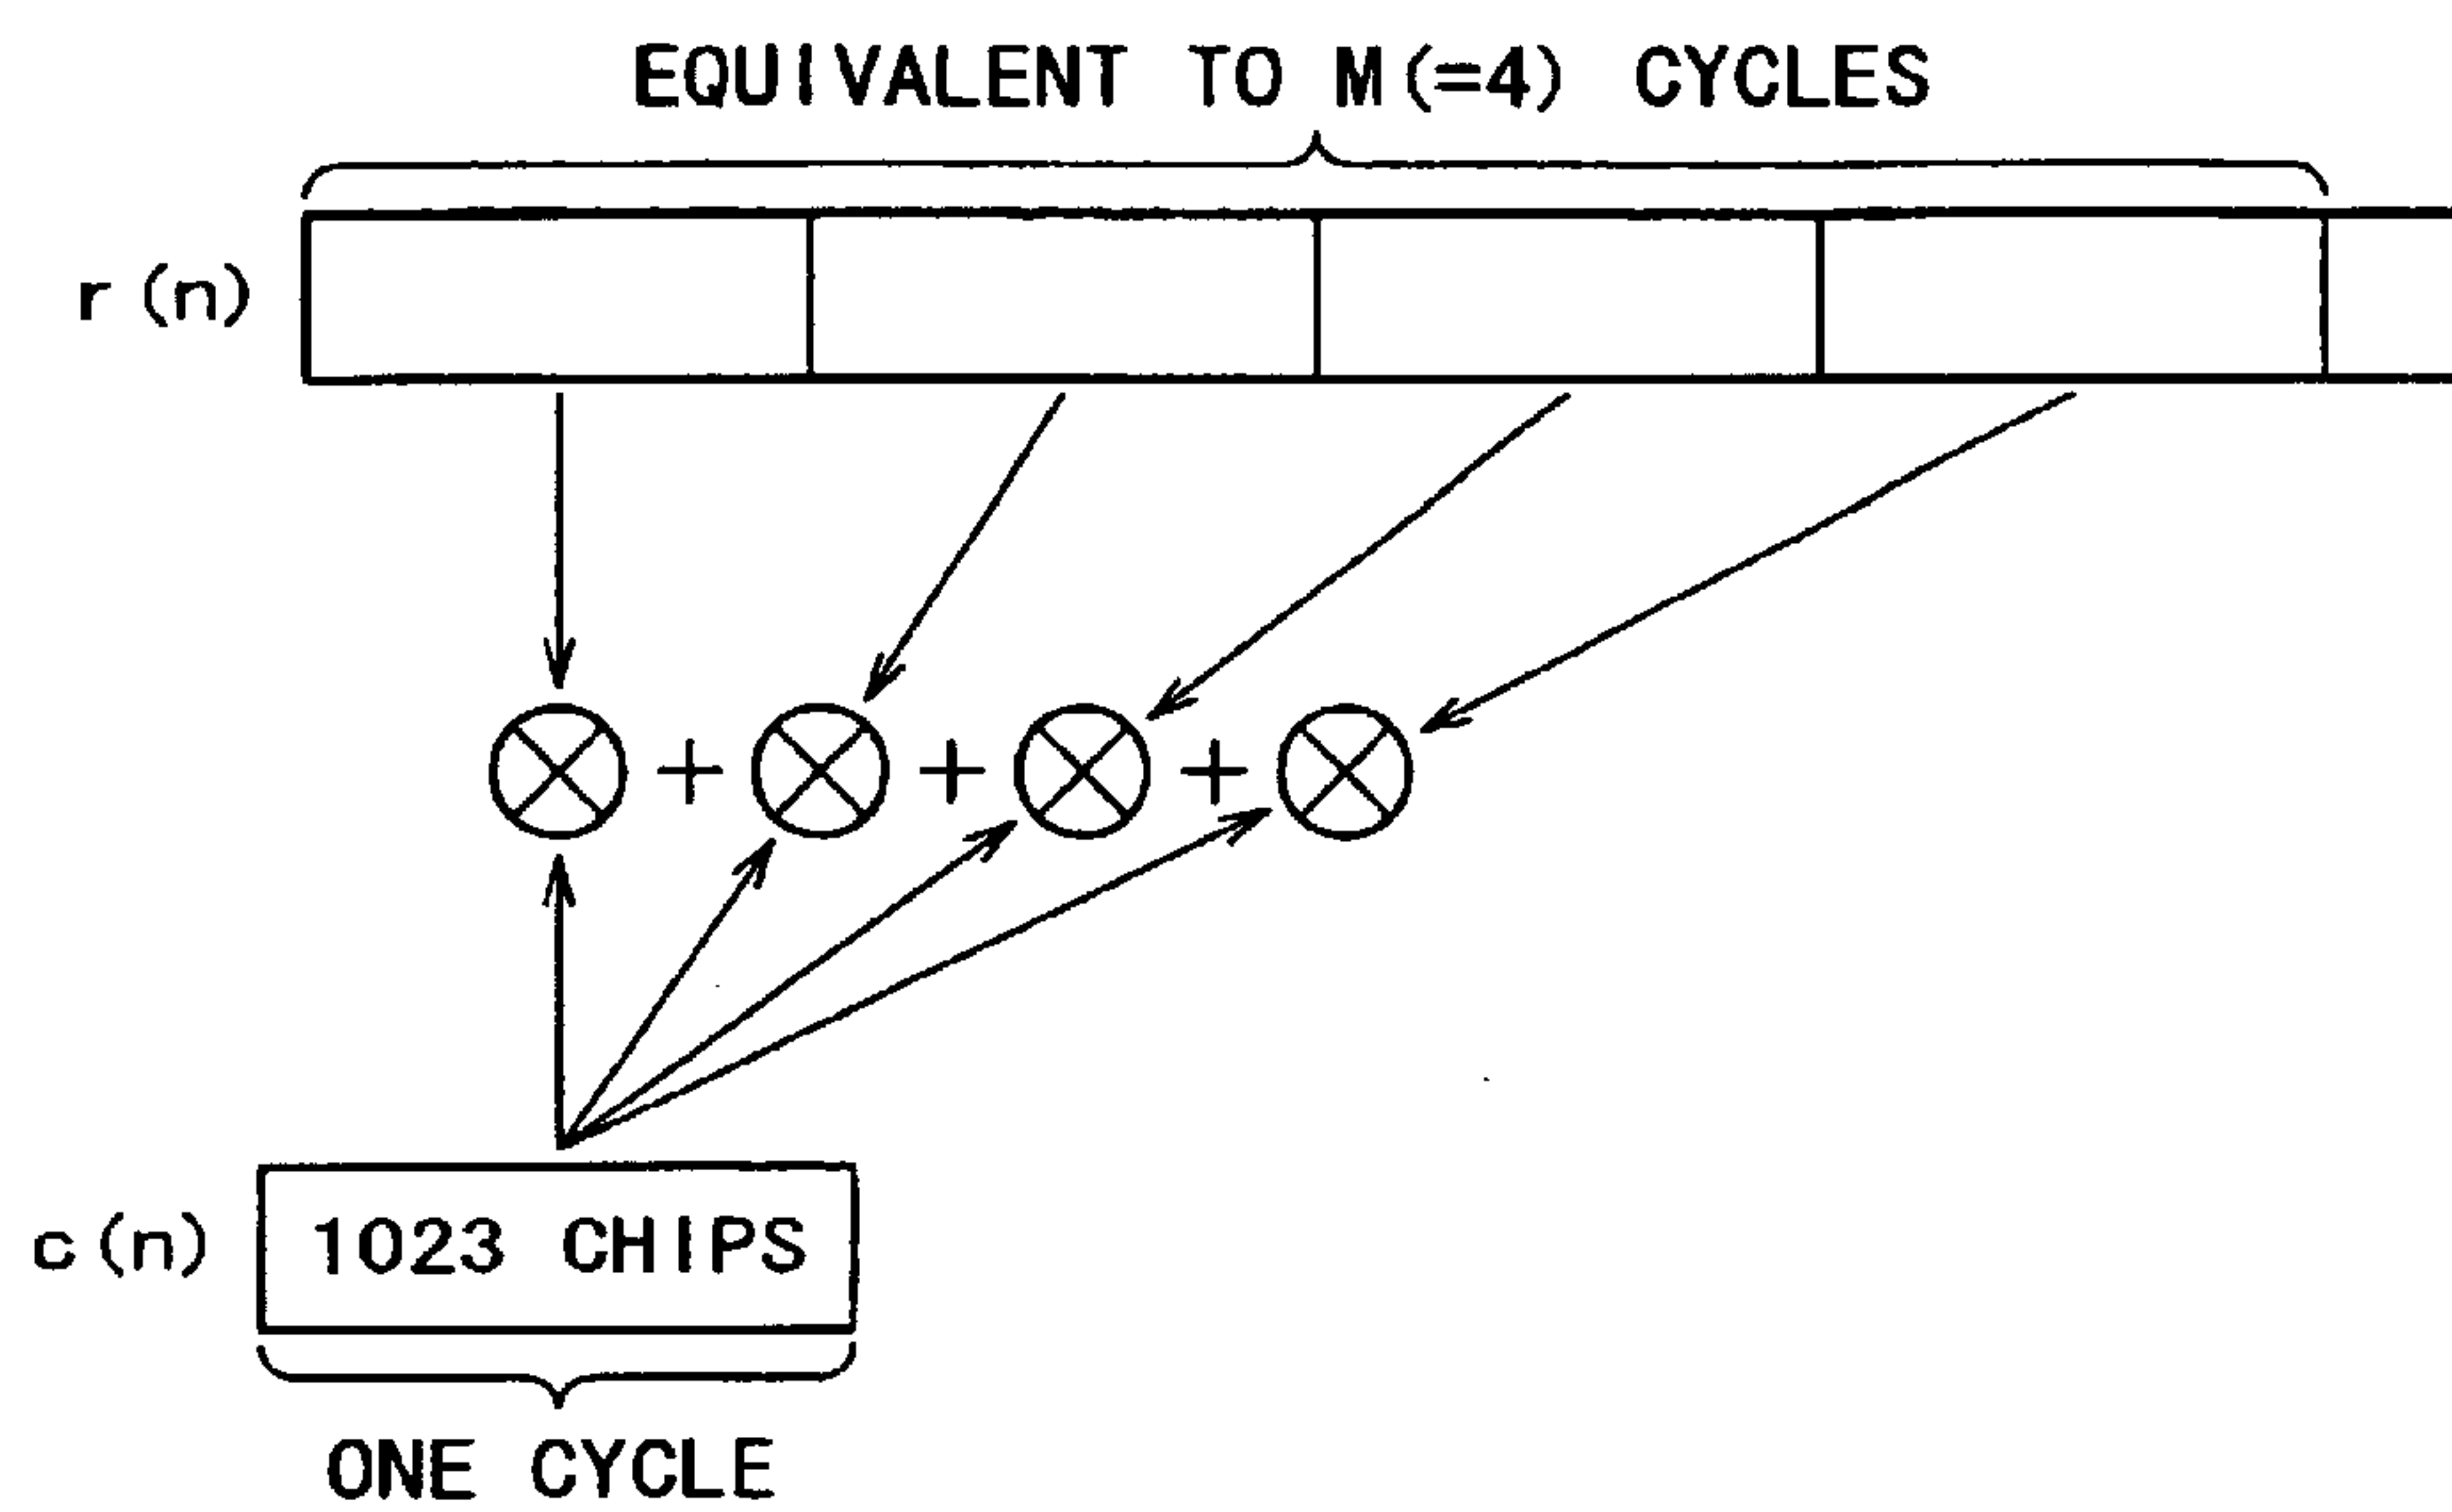 EQUIVALENT TO M(=4) CYCLES
r(n)
+ + +
c(n) 1023 CHIPS
ONE CYCLE